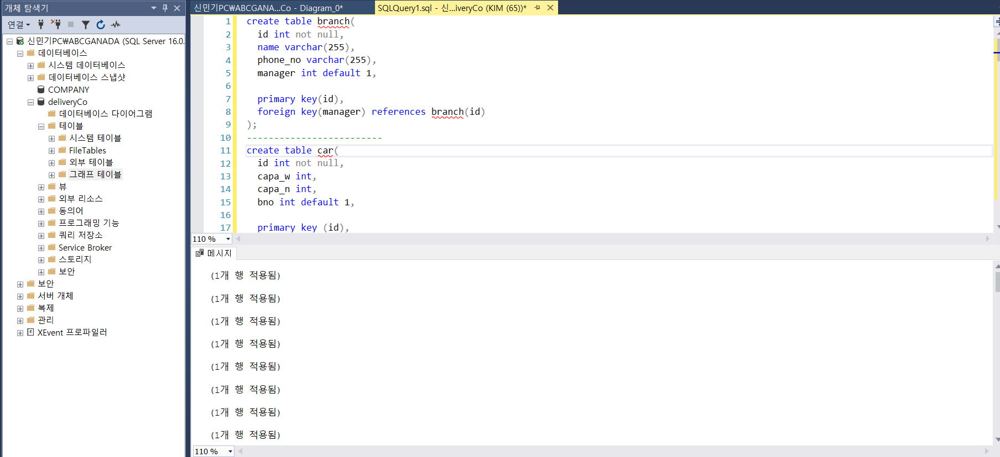 개체 탐색기
연결
신민기PC\ABCGANADA (SQL Server 16.0.
데이터베이스
시스템 데이터베이스
데이터베이스 스냅샷
COMPANY
deliveryCo
데이터베이스 다이어그램
테이블
시스템 테이블
FileTables
외부 테이블
그래프 테이블
뷰
외부 리소스
동의어
프로그래밍 기능
쿼리 저장소
Service Broker
스토리지
보안
보안
서버 개체
복제
관리
XEvent 프로파일러
신민기PC\ABCGANA...Co - Diagram_0*
SQLQuery1.sql - 신...iveryCo (KIM (65))*
1 create table branch(
2 id int not null,
3 name varchar(255),
4 phone_no varchar(255),
5 manager int default 1,
6
7 primary key(id),
8 foreign key(manager) references branch(id)
9 );
10 -------------------------
11 create table car(
12 id int not null,
13 capa_w int,
14 capa_n int,
15 bno int default 1,
16
17 primary key (id),
110 %
메시지
(1개 행 적용됨)
(1개 행 적용됨)
(1개 행 적용됨)
(1개 행 적용됨)
(1개 행 적용됨)
(1개 행 적용됨)
(1개 행 적용됨)
(1개 행 적용됨)
110 %